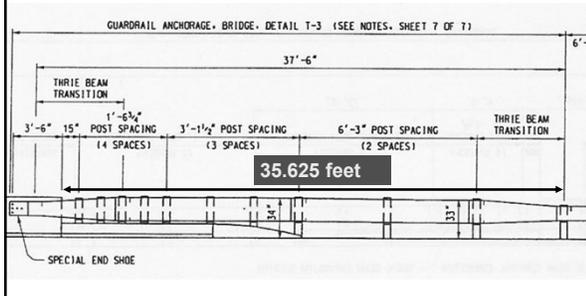 GUARDRAIL ANCHORAGE, BRIDGE, DETAIL T-3 (SEE NOTES, SHEET 7 OF 7)
6'-
37'-6"
THRIE BEAM
TRANSITION
1'-6¾"
3'-6" 15" POST SPACING 3'-1½" POST SPACING 6'-3" POST SPACING THRIE BEAM
(4 SPACES) (3 SPACES) (2 SPACES) TRANSITION
35.625 feet
34" 33"
SPECIAL END SHOE